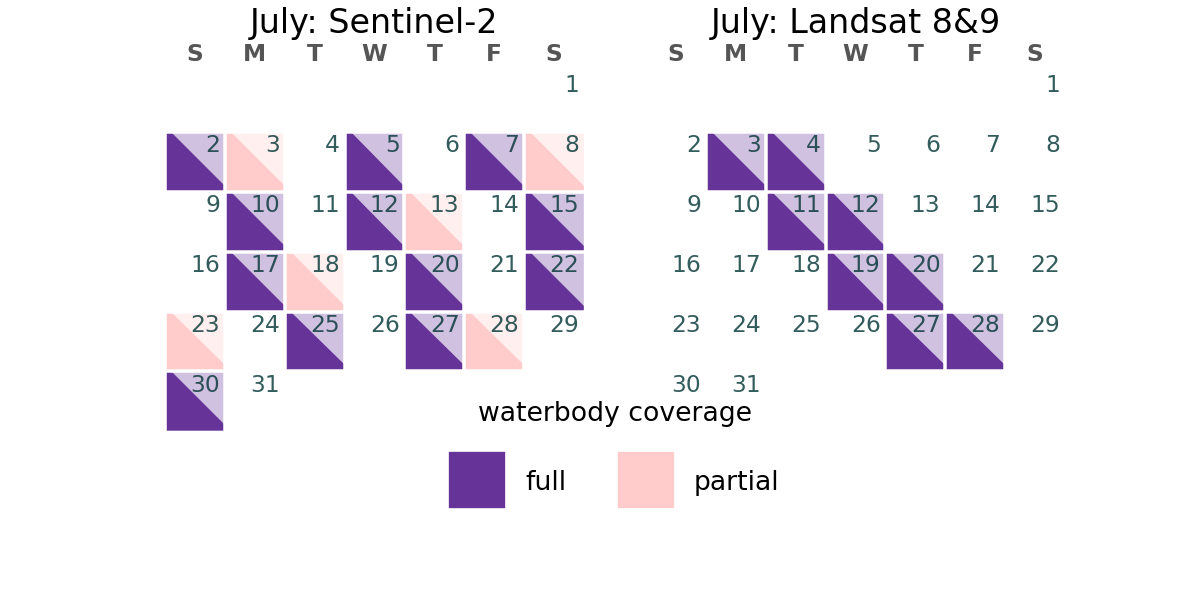 July: Sentinel-2
S M T W T F S
1
2 3 4 5 6 7 8
9 10 11 12 13 14 15
16 17 18 19 20 21 22
23 24 25 26 27 28 29
30 31
July: Landsat 8&9
S M T W T F S
1
2 3 4 5 6 7 8
9 10 11 12 13 14 15
16 17 18 19 20 21 22
23 24 25 26 27 28 29
30 31
waterbody coverage
full
partial